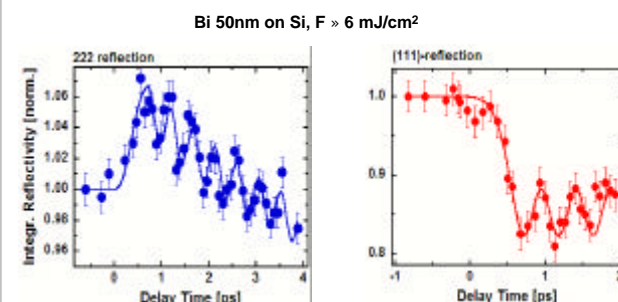 Bi 50nm on Si, F » 6 mJ/cm²
222 reflection
Integr. Reflectivity [norm.]
1.06
1.04
1.02
1.00
0.98
0.96
0 1 2 3 4
Delay Time [ps]
(111)-reflection
1.0
0.9
0.8
-1 0 1
Delay Time [ps]